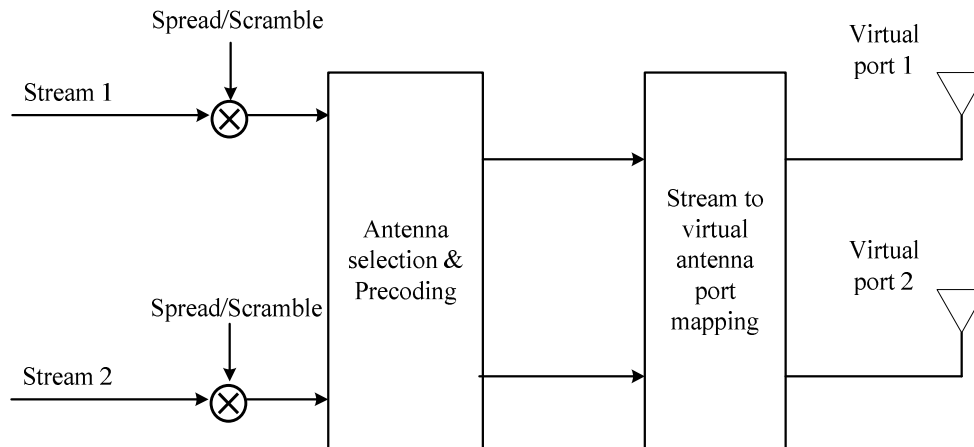 Spread/Scramble
Stream 1
Virtual
port 1
Antenna
selection &
Precoding
Stream to
virtual
antenna
port
mapping
Spread/Scramble
Stream 2
Virtual
port 2